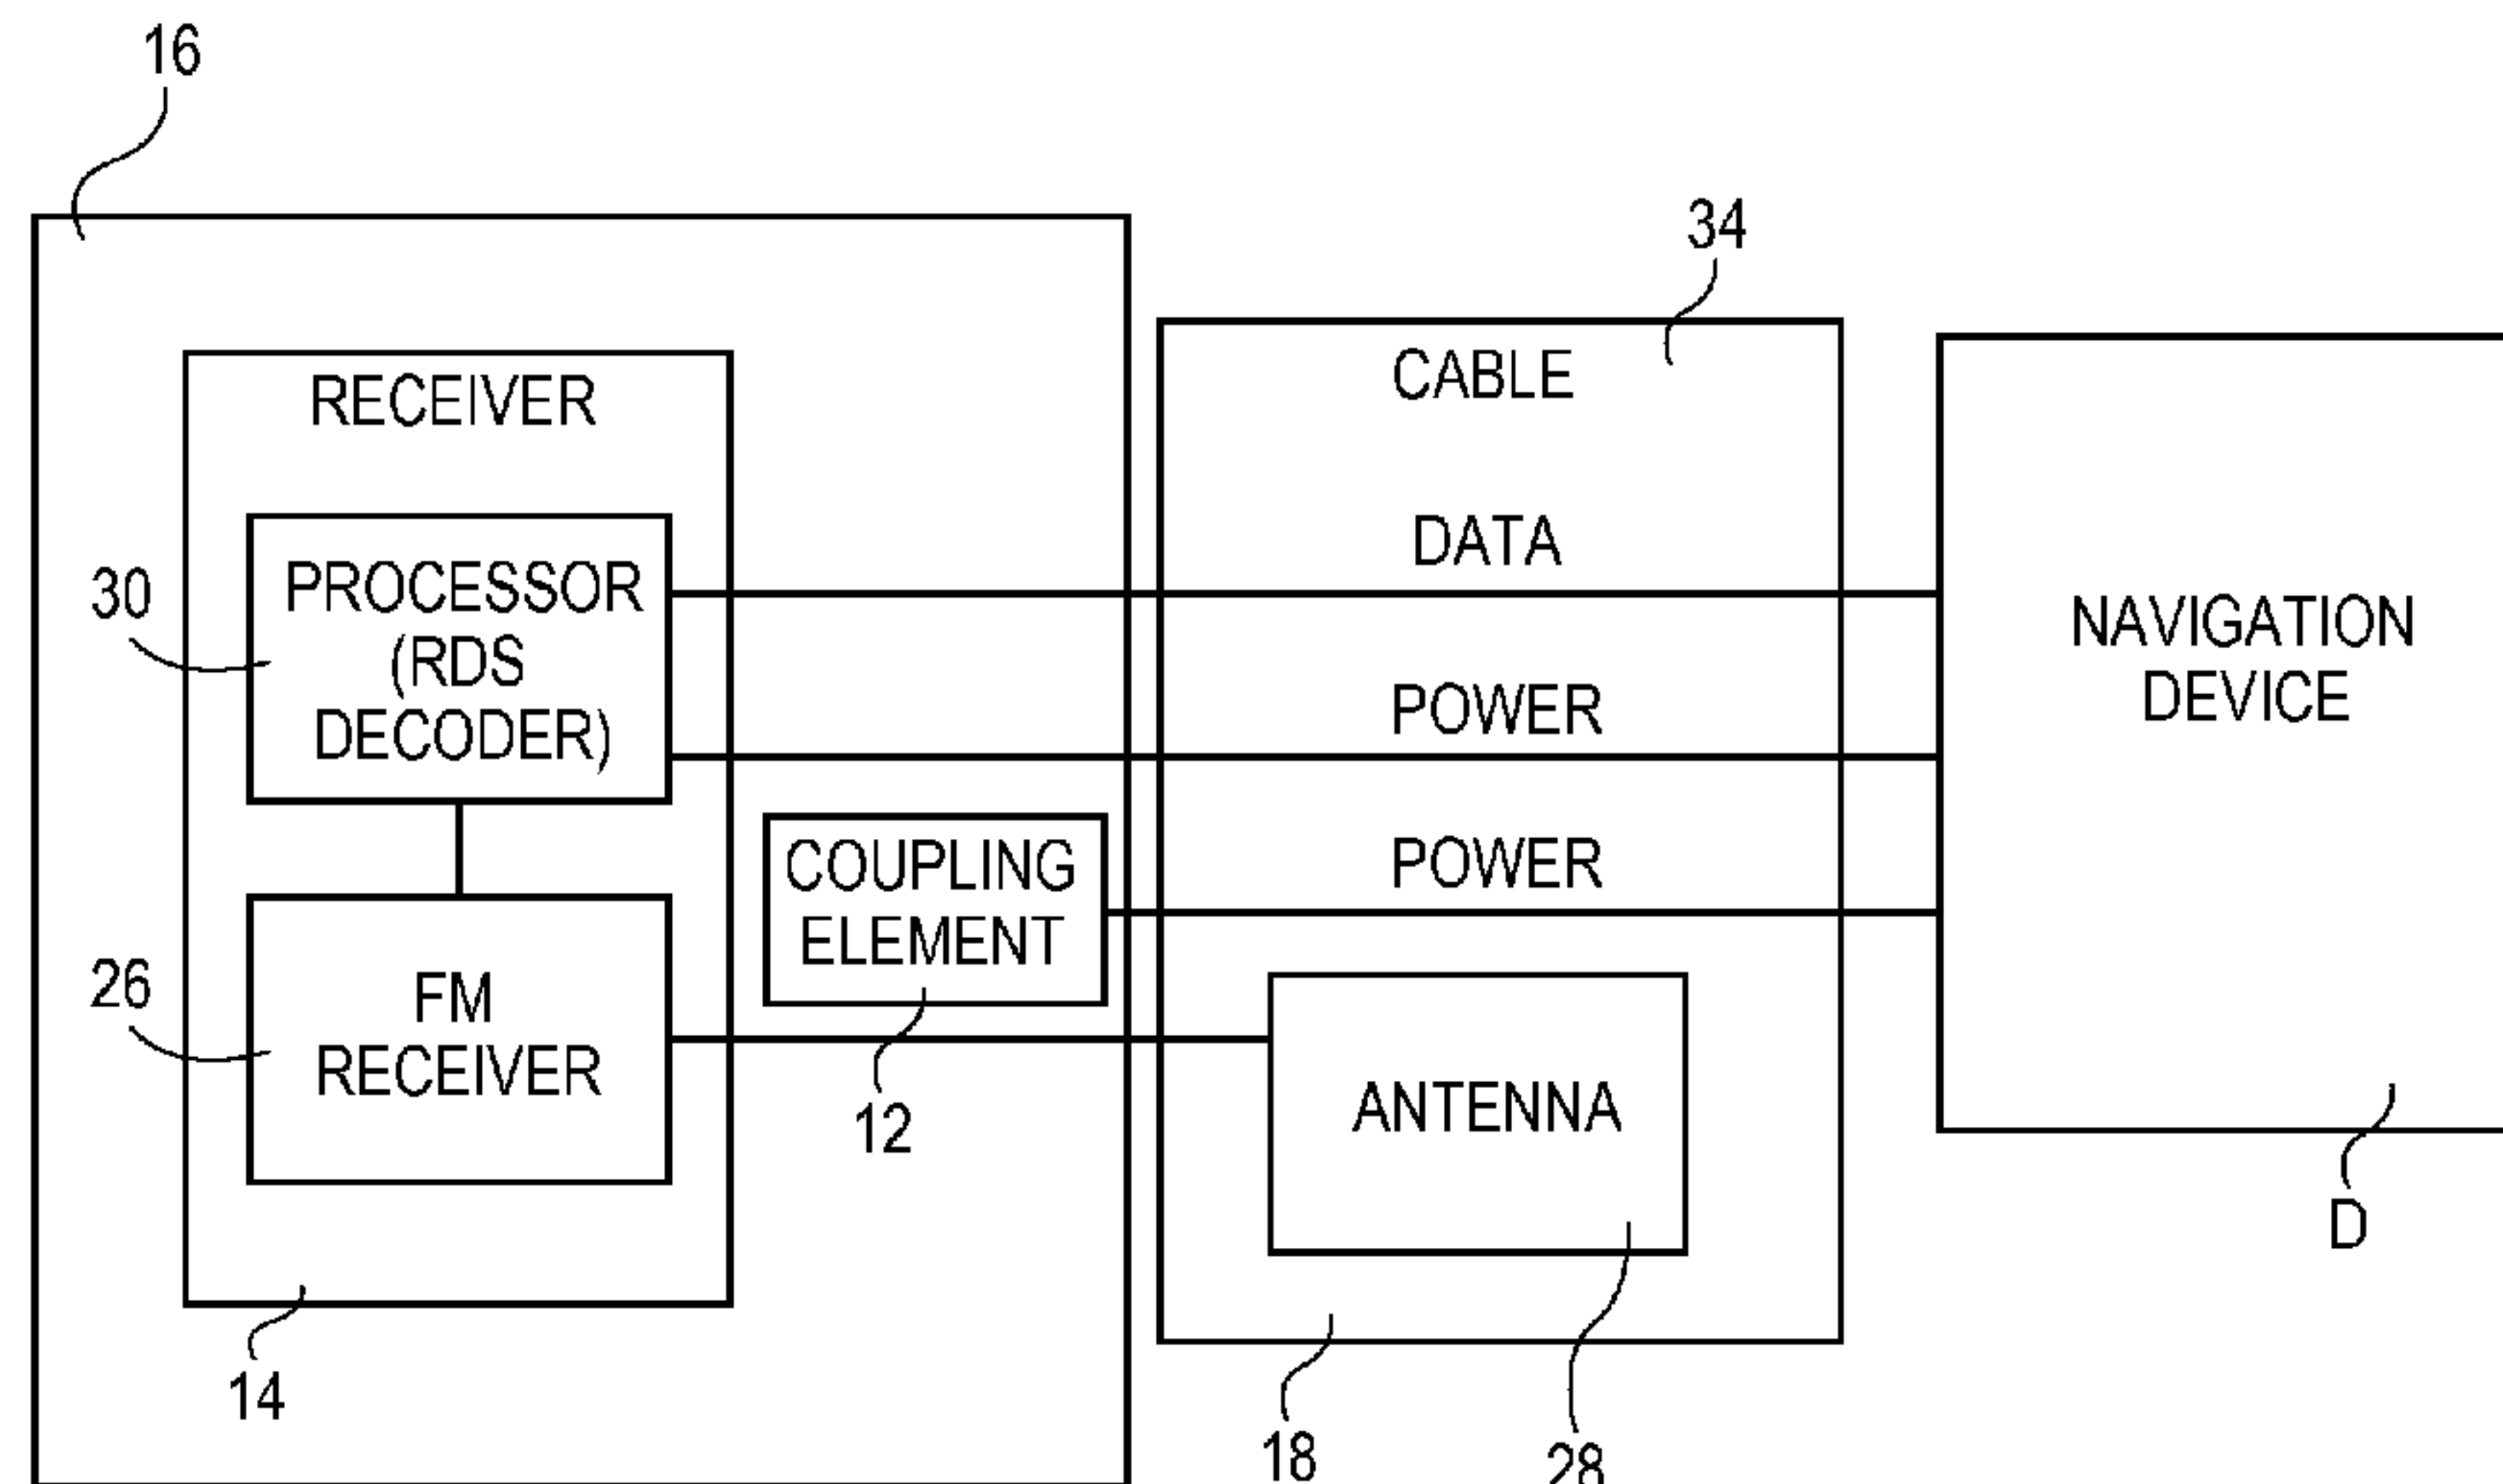 16
34
RECEIVER
CABLE
30
PROCESSOR
(RDS
DECODER)
DATA
POWER
POWER
NAVIGATION
DEVICE
COUPLING
ELEMENT
26
FM
RECEIVER
12
ANTENNA
D
14
18
28